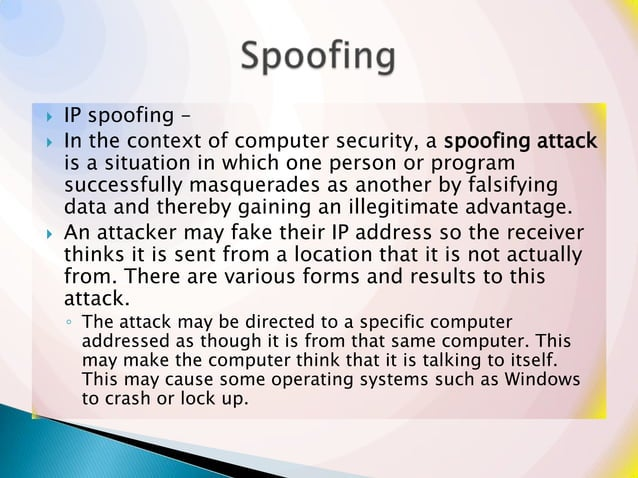 Spoofing
IP spoofing –
In the context of computer security, a spoofing attack
is a situation in which one person or program
successfully masquerades as another by falsifying
data and thereby gaining an illegitimate advantage.
An attacker may fake their IP address so the receiver
thinks it is sent from a location that it is not actually
from. There are various forms and results to this
attack.
The attack may be directed to a specific computer
addressed as though it is from that same computer. This
may make the computer think that it is talking to itself.
This may cause some operating systems such as Windows
to crash or lock up.